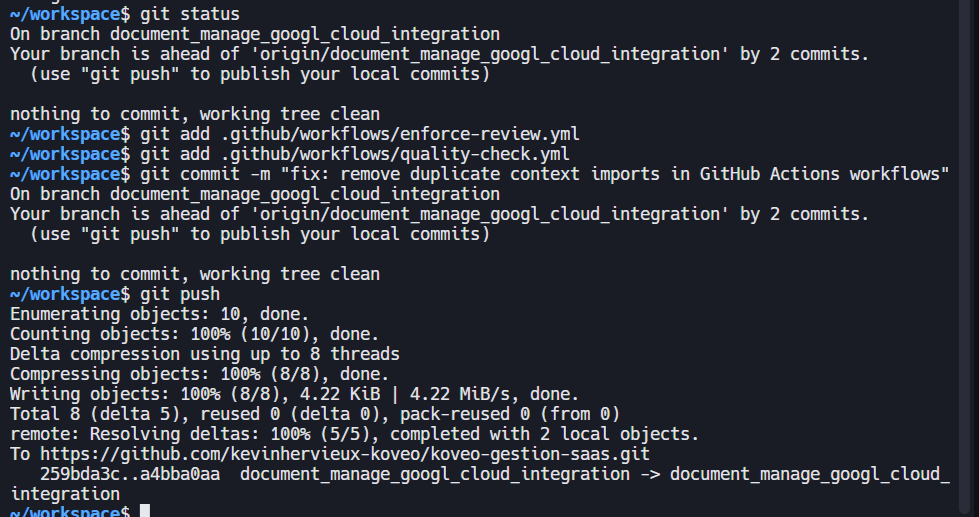 ~/workspace$ git status
On branch document_manage_googl_cloud_integration
Your branch is ahead of 'origin/document_manage_googl_cloud_integration' by 2 commits.
  (use "git push" to publish your local commits)

nothing to commit, working tree clean
~/workspace$ git add .github/workflows/enforce-review.yml
~/workspace$ git add .github/workflows/quality-check.yml
~/workspace$ git commit -m "fix: remove duplicate context imports in GitHub Actions workflows"
On branch document_manage_googl_cloud_integration
Your branch is ahead of 'origin/document_manage_googl_cloud_integration' by 2 commits.
  (use "git push" to publish your local commits)

nothing to commit, working tree clean
~/workspace$ git push
Enumerating objects: 10, done.
Counting objects: 100% (10/10), done.
Delta compression using up to 8 threads
Compressing objects: 100% (8/8), done.
Writing objects: 100% (8/8), 4.22 KiB | 4.22 MiB/s, done.
Total 8 (delta 5), reused 0 (delta 0), pack-reused 0 (from 0)
remote: Resolving deltas: 100% (5/5), completed with 2 local objects.
To https://github.com/kevinhervieux-koveo/koveo-gestion-saas.git
   259bda3c..a4bba0aa  document_manage_googl_cloud_integration -> document_manage_googl_cloud_
integration
~/workspace$